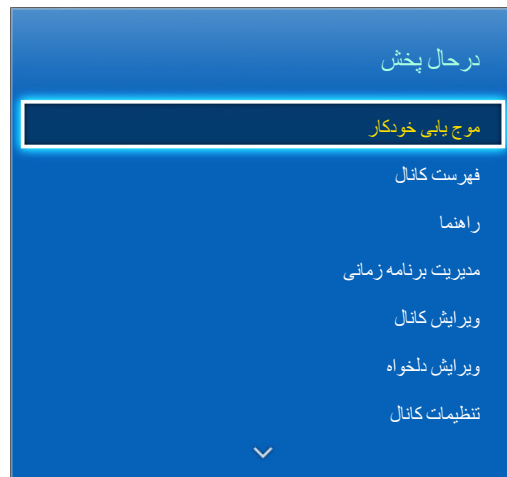 درحال پخش
موج یابی خودکار
فهرست کانال
راهنما
مدیریت برنامه زمانی
ویرایش کانال
ویرایش دلخواه
تنظیمات کانال